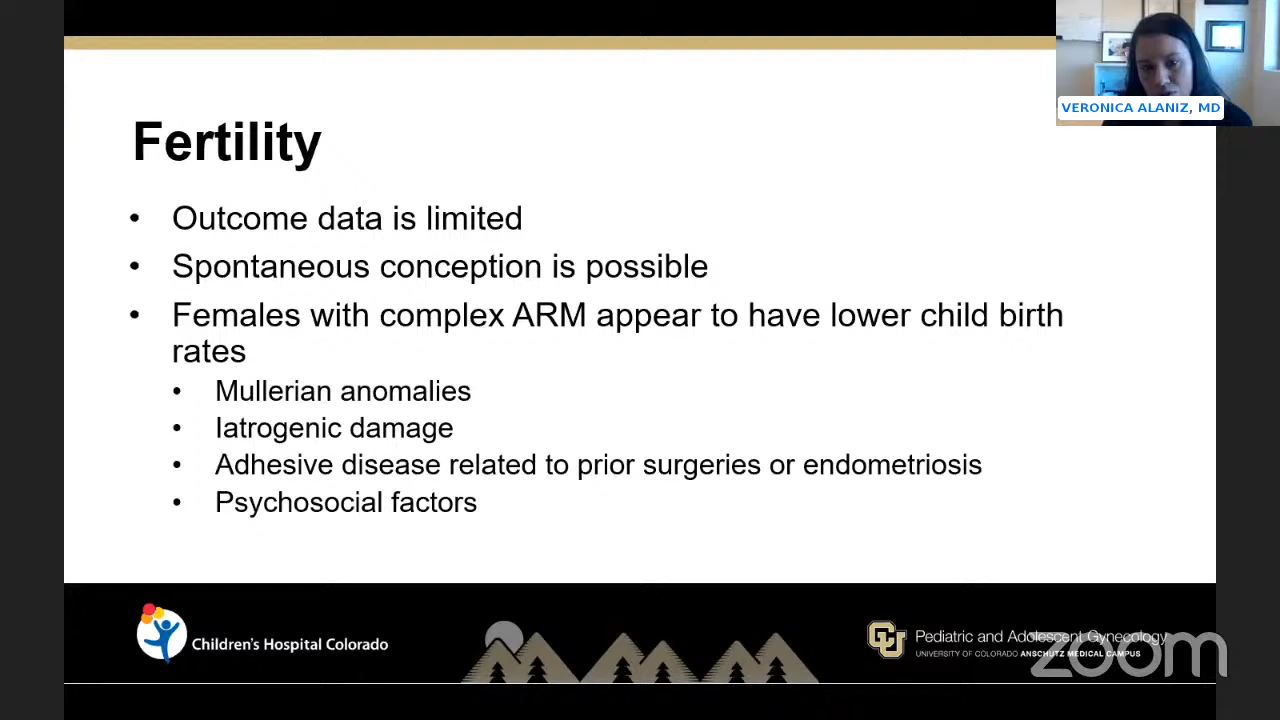 VERONICA ALANIZ, MD
Fertility
• Outcome data is limited
• Spontaneous conception is possible
• Females with complex ARM appear to have lower child birth
rates
• Mullerian anomalies
• Iatrogenic damage
• Adhesive disease related to prior surgeries or endometriosis
• Psychosocial factors
Children's Hospital Colorado
CU
Pediatric and Adolescent Gynecology
UNIVERSITY OF COLORADO ANSCHUTZ MEDICAL CAMPUS
zoom